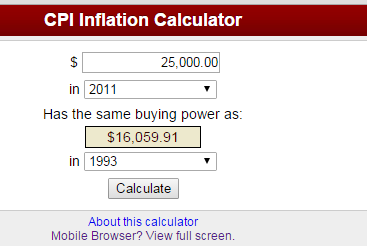 CPI Inflation Calculator
$ 25,000.00
in 2011
Has the same buying power as:
$16,059.91
in 1993
Calculate
About this calculator
Mobile Browser? View full screen.